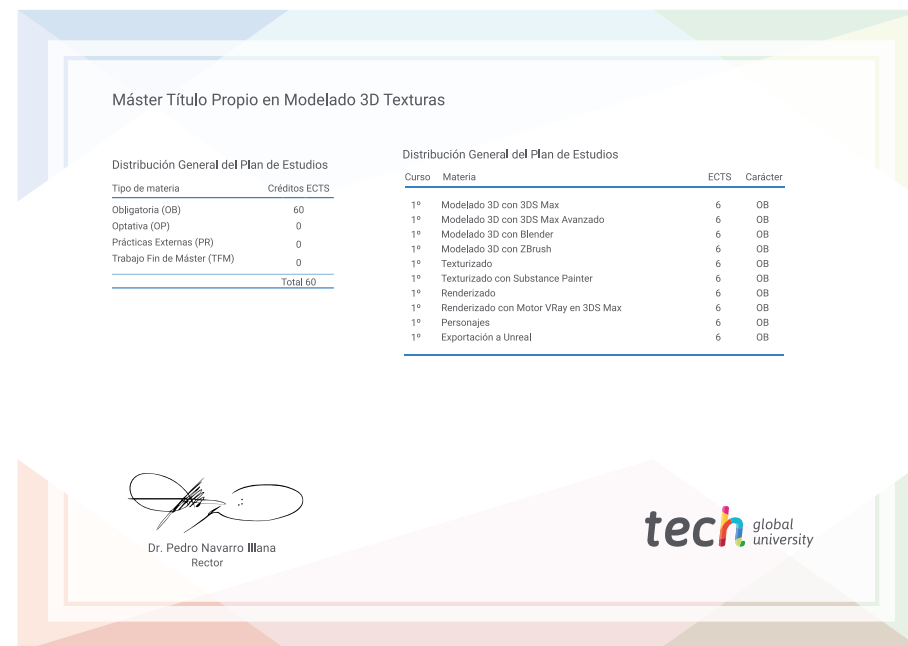 Máster Título Propio en Modelado 3D Texturas
Distribución General del Plan de Estudios
Tipo de materia Créditos ECTS
Obligatoria (OB) 60
Optativa (OP) 0
Prácticas Externas (PR) 0
Trabajo Fin de Máster (TFM) 0
Total 60
Distribución General del Plan de Estudios
Curso Materia ECTS Carácter
1º Modelado 3D con 3DS Max 6 OB
1º Modelado 3D con 3DS Max Avanzado 6 OB
1º Modelado 3D con Blender 6 OB
1º Modelado 3D con ZBrush 6 OB
1º Texturizado 6 OB
1º Texturizado con Substance Painter 6 OB
1º Renderizado 6 OB
1º Renderizado con Motor VRay en 3DS Max 6 OB
1º Personajes 6 OB
1º Exportación a Unreal 6 OB
Dr. Pedro Navarro Illana
Rector
tech global
university